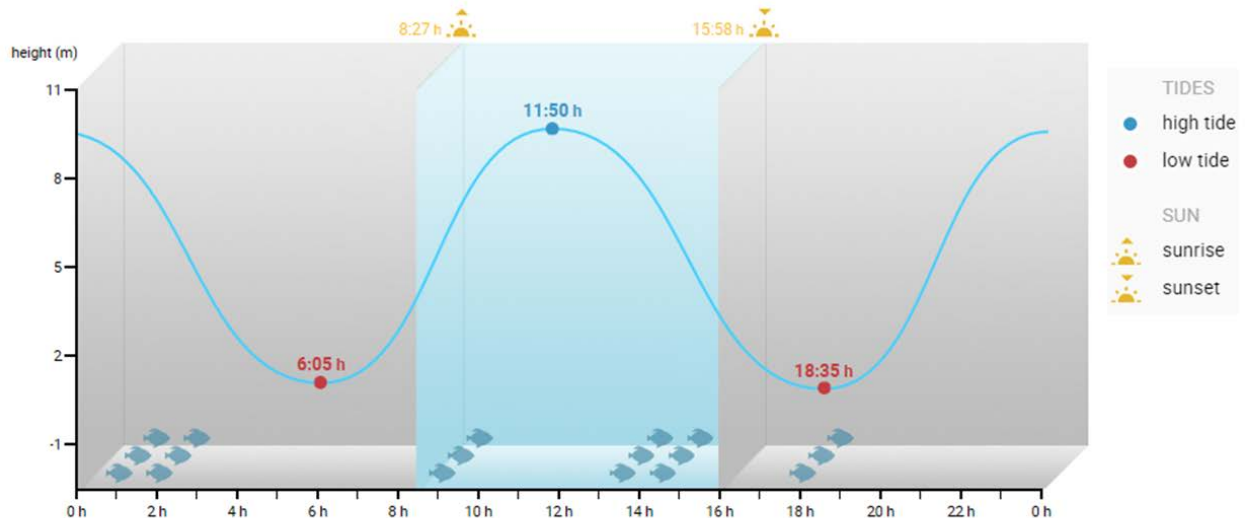 8:27 h
15:58 h
height (m)
11
8
5
2
-1
11:50 h
6:05 h
18:35 h
0 h 2 h 4 h 6 h 8 h 10 h 12 h 14 h 16 h 18 h 20 h 22 h 0 h
TIDES
high tide
low tide
SUN
sunrise
sunset